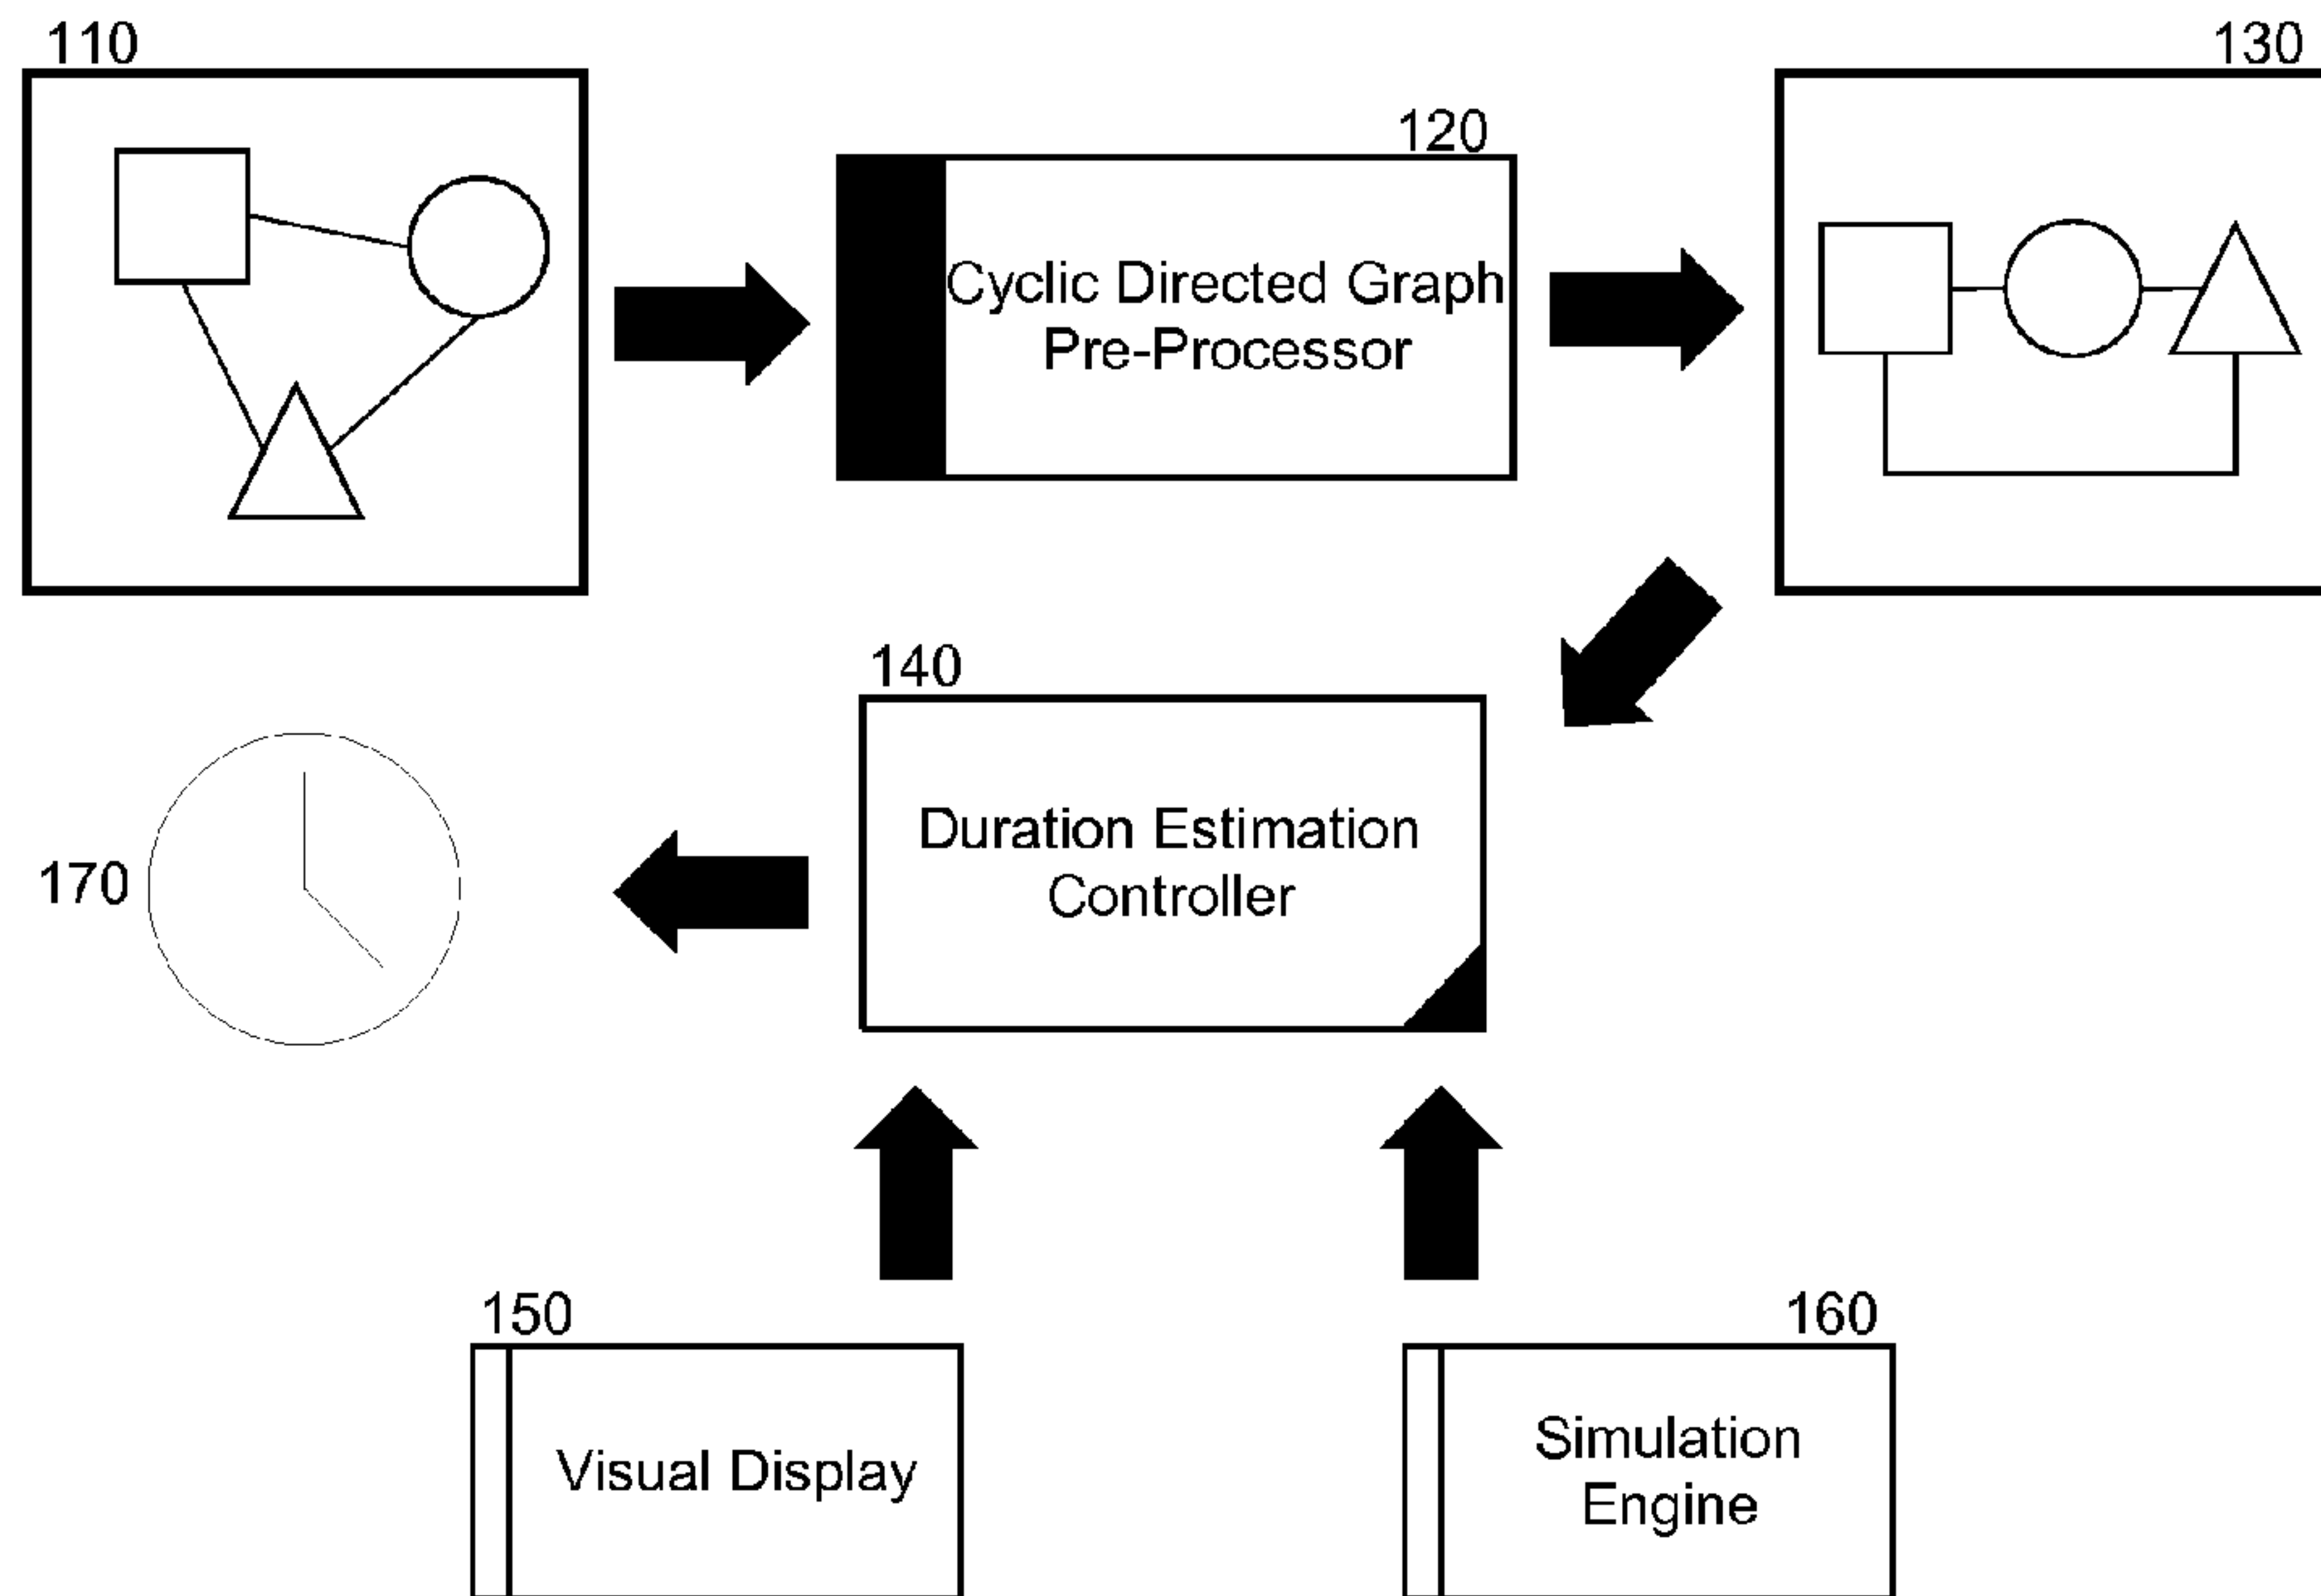 110
130
120
Cyclic Directed Graph
Pre-Processor
140
Duration Estimation
Controller
170
150
160
Visual Display
Simulation
Engine